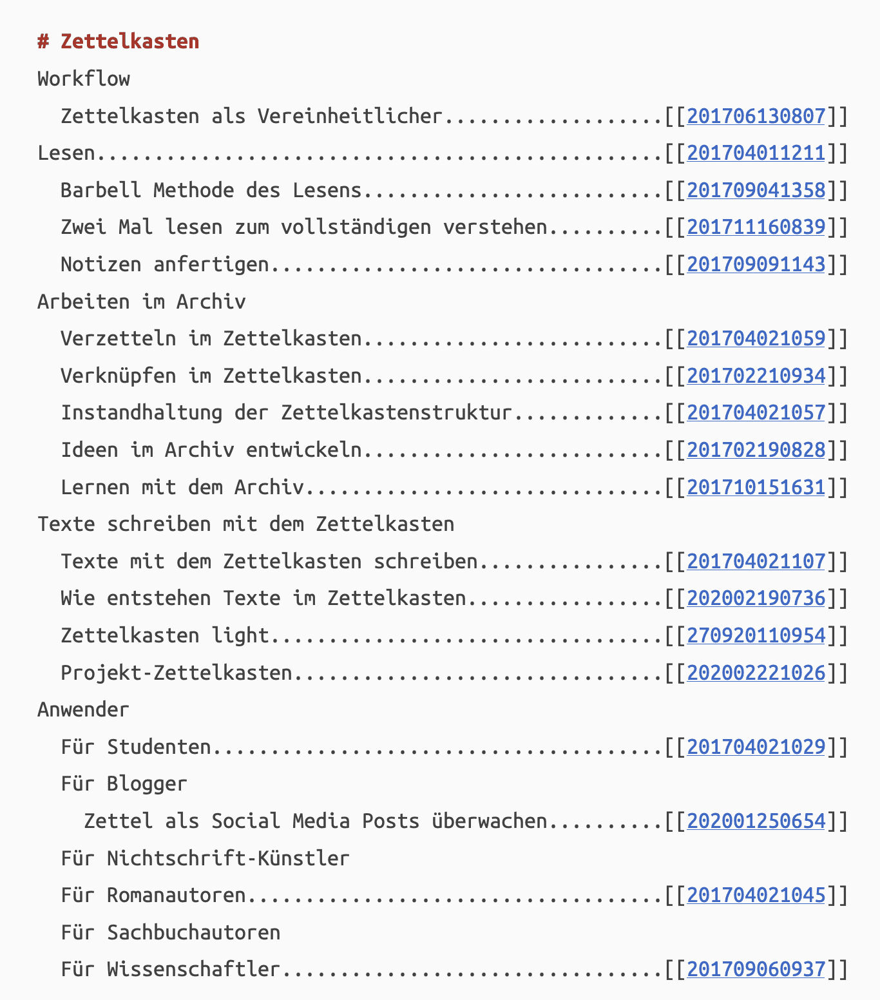 # Zettelkasten
Workflow
  Zettelkasten als Vereinheitlicher...................[[201706130807]]
Lesen.................................................[[201704011211]]
  Barbell Methode des Lesens..........................[[201709041358]]
  Zwei Mal lesen zum vollständigen verstehen..........[[201711160839]]
  Notizen anfertigen..................................[[201709091143]]
Arbeiten im Archiv
  Verzetteln im Zettelkasten..........................[[201704021059]]
  Verknüpfen im Zettelkasten..........................[[201702210934]]
  Instandhaltung der Zettelkastenstruktur.............[[201704021057]]
  Ideen im Archiv entwickeln..........................[[201702190828]]
  Lernen mit dem Archiv...............................[[201710151631]]
Texte schreiben mit dem Zettelkasten
  Texte mit dem Zettelkasten schreiben................[[201704021107]]
  Wie entstehen Texte im Zettelkasten.................[[202002190736]]
  Zettelkasten light..................................[[270920110954]]
  Projekt-Zettelkasten................................[[202002221026]]
Anwender
  Für Studenten.......................................[[201704021029]]
  Für Blogger
    Zettel als Social Media Posts überwachen..........[[202001250654]]
  Für Nichtschrift-Künstler
  Für Romanautoren....................................[[201704021045]]
  Für Sachbuchautoren
  Für Wissenschaftler.................................[[201709060937]]